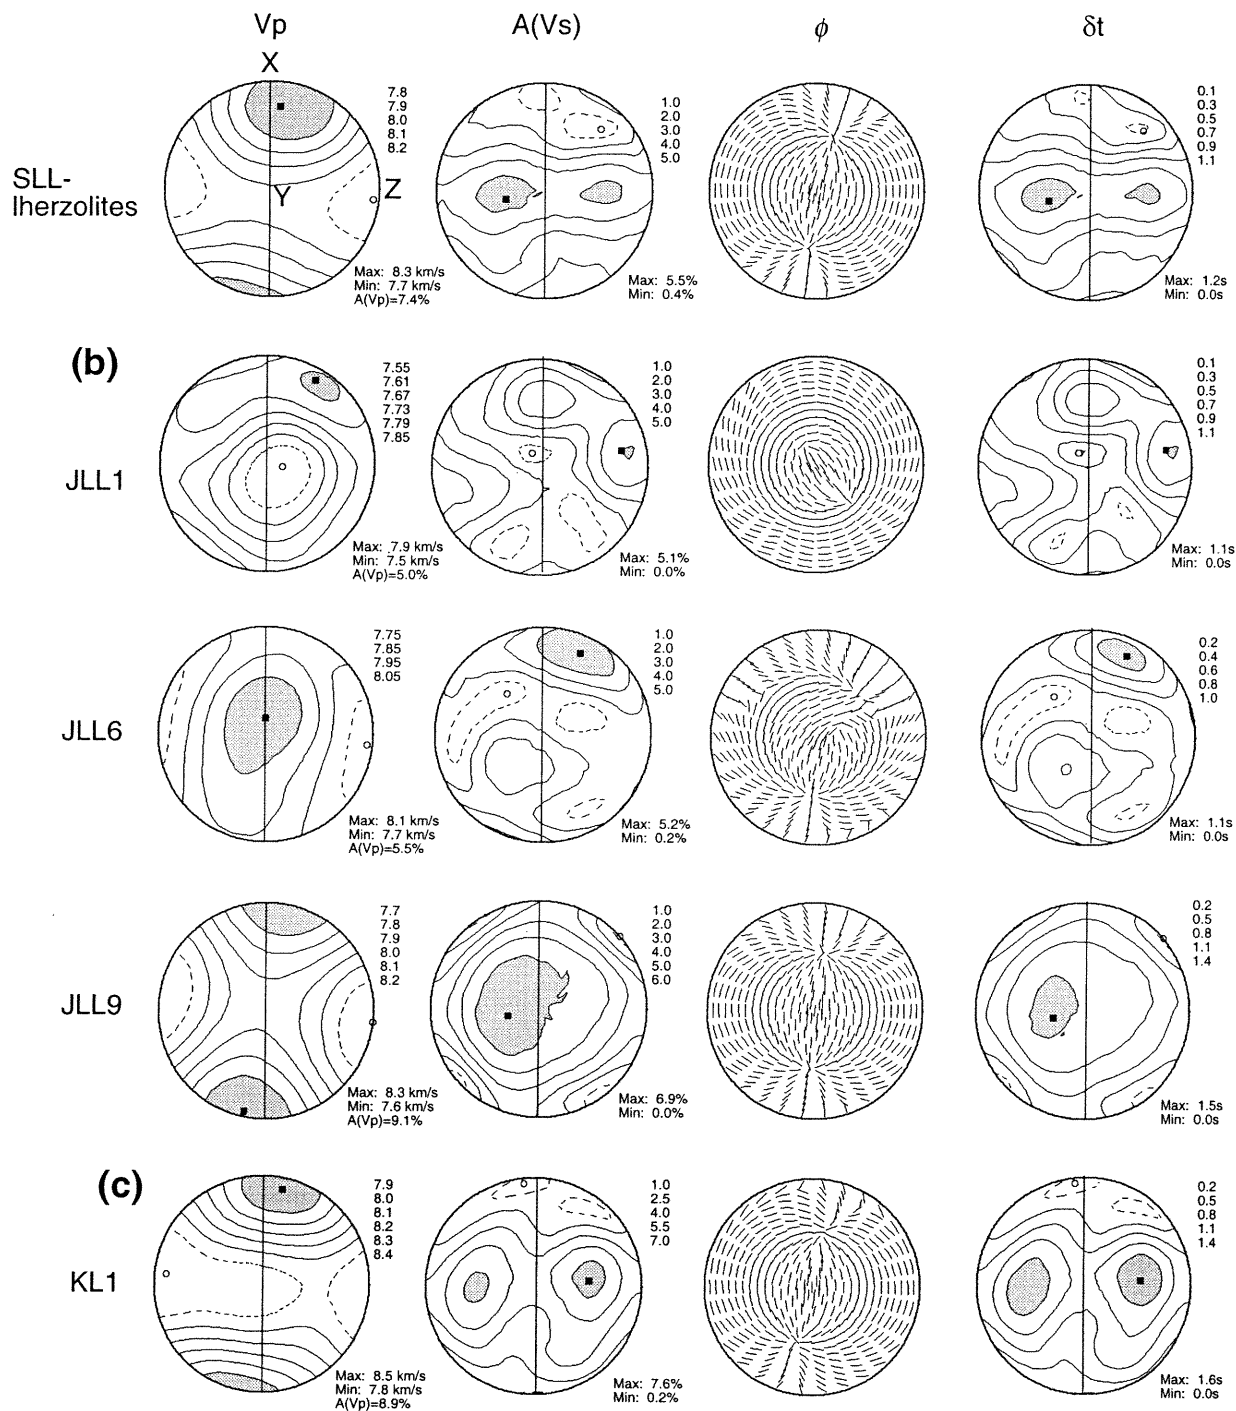 Vp
A(Vs)
ϕ
δt
X
Y
Z
SLL-
lherzolites
7.8
7.9
8.0
8.1
8.2
Max: 8.3 km/s
Min: 7.7 km/s
A(Vp)=7.4%
1.0
2.0
3.0
4.0
5.0
Max: 5.5%
Min: 0.4%
0.1
0.3
0.5
0.7
0.9
1.1
Max: 1.2s
Min: 0.0s
(b)
JLL1
7.55
7.61
7.67
7.73
7.79
7.85
Max: 7.9 km/s
Min: 7.5 km/s
A(Vp)=5.0%
1.0
2.0
3.0
4.0
5.0
Max: 5.1%
Min: 0.0%
0.1
0.3
0.5
0.7
0.9
1.1
Max: 1.1s
Min: 0.0s
JLL6
7.75
7.85
7.95
8.05
Max: 8.1 km/s
Min: 7.7 km/s
A(Vp)=5.5%
1.0
2.0
3.0
4.0
5.0
Max: 5.2%
Min: 0.2%
0.2
0.4
0.6
0.8
1.0
Max: 1.1s
Min: 0.0s
JLL9
7.7
7.8
7.9
8.0
8.1
8.2
Max: 8.3 km/s
Min: 7.6 km/s
A(Vp)=9.1%
1.0
2.0
3.0
4.0
5.0
6.0
Max: 6.9%
Min: 0.0%
0.2
0.5
0.8
1.1
1.4
Max: 1.5s
Min: 0.0s
(c)
KL1
7.9
8.0
8.1
8.2
8.3
8.4
Max: 8.5 km/s
Min: 7.8 km/s
A(Vp)=8.9%
1.0
2.5
4.0
5.5
7.0
Max: 7.6%
Min: 0.2%
0.2
0.5
0.8
1.1
1.4
Max: 1.6s
Min: 0.0s